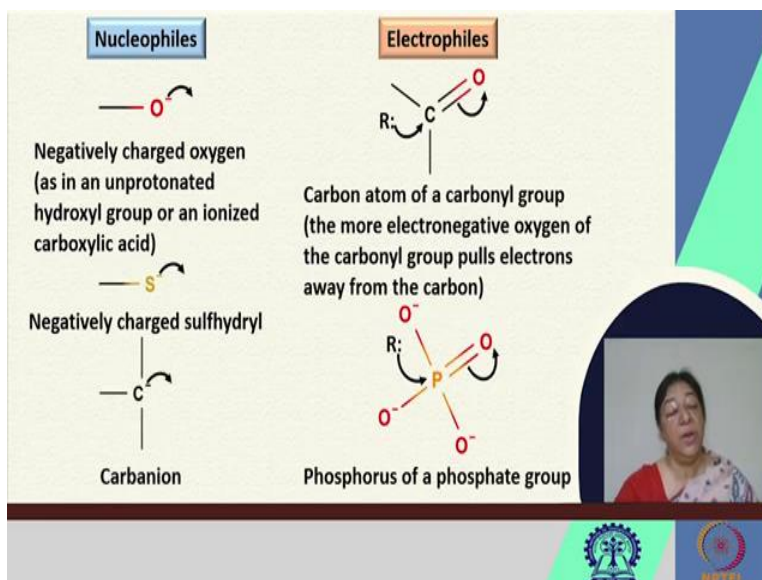 Nucleophiles
O⁻
Negatively charged oxygen
(as in an unprotonated
hydroxyl group or an ionized
carboxylic acid)
S⁻
Negatively charged sulfhydryl
C⁻
Carbanion
Electrophiles
O
R: C
Carbon atom of a carbonyl group
(the more electronegative oxygen of
the carbonyl group pulls electrons
away from the carbon)
O⁻
R: O
P
O⁻
O⁻
Phosphorus of a phosphate group
NPTEL